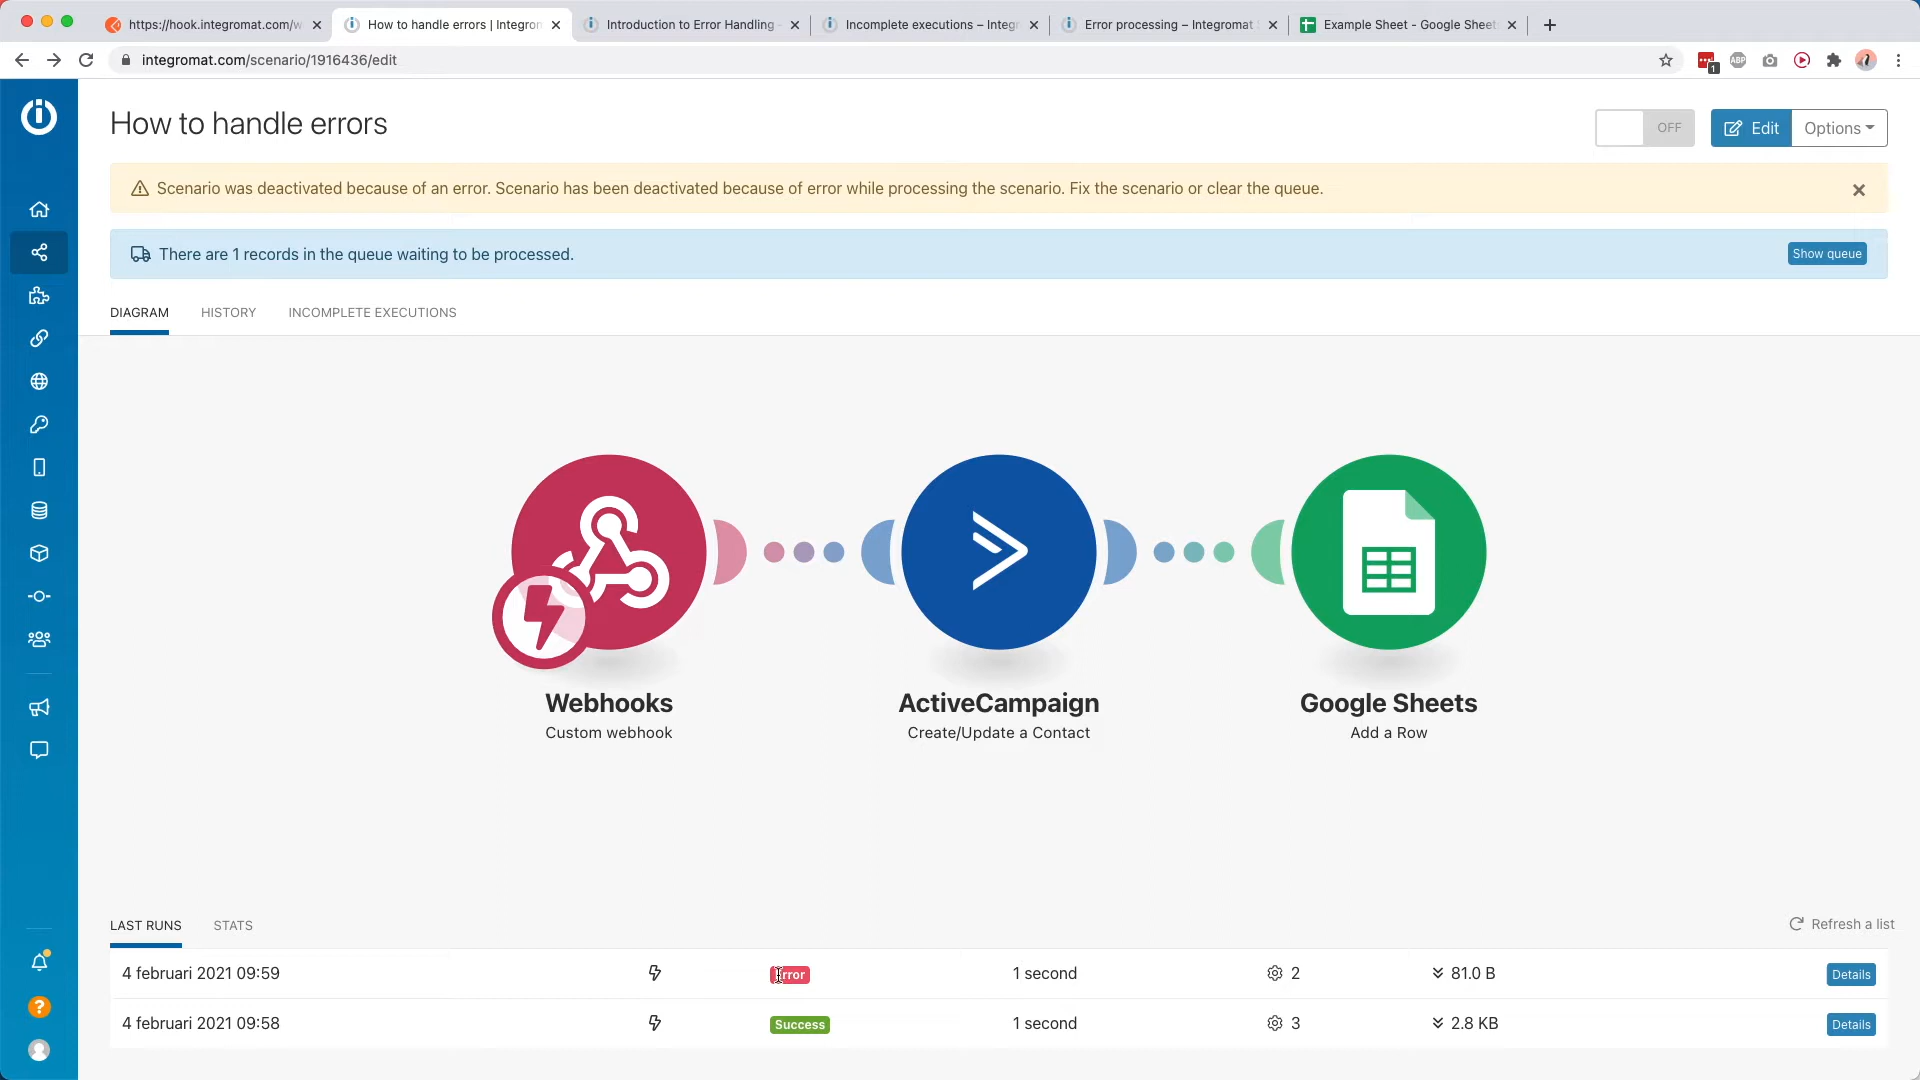 https://hook.integromat.com/w
How to handle errors | Integrom
Introduction to Error Handling -
Incomplete executions – Integr
Error processing – Integromat S
Example Sheet - Google Sheets
integromat.com/scenario/1916436/edit
1
ABP
How to handle errors
OFF
Edit
Options
Scenario was deactivated because of an error. Scenario has been deactivated because of error while processing the scenario. Fix the scenario or clear the queue.
There are 1 records in the queue waiting to be processed.
Show queue
DIAGRAM
HISTORY
INCOMPLETE EXECUTIONS
Webhooks
Custom webhook
ActiveCampaign
Create/Update a Contact
Google Sheets
Add a Row
LAST RUNS
STATS
Refresh a list
4 februari 2021 09:59
Error
1 second
2
81.0 B
Details
4 februari 2021 09:58
Success
1 second
3
2.8 KB
Details